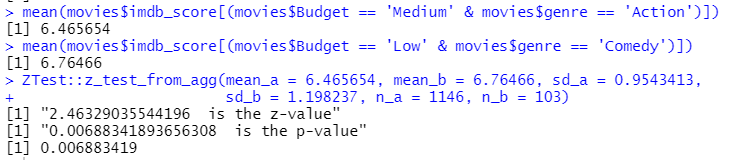 > mean(movies$imdb_score[(movies$Budget == 'Medium' & movies$genre == 'Action')])
[1] 6.465654
> mean(movies$imdb_score[(movies$Budget == 'Low' & movies$genre == 'Comedy')])
[1] 6.76466
> ZTest::z_test_from_agg(mean_a = 6.465654, mean_b = 6.76466, sd_a = 0.9543413,
+                        sd_b = 1.198237, n_a = 1146, n_b = 103)
[1] "2.46329035544196  is the z-value"
[1] "0.00688341893656308  is the p-value"
[1] 0.006883419